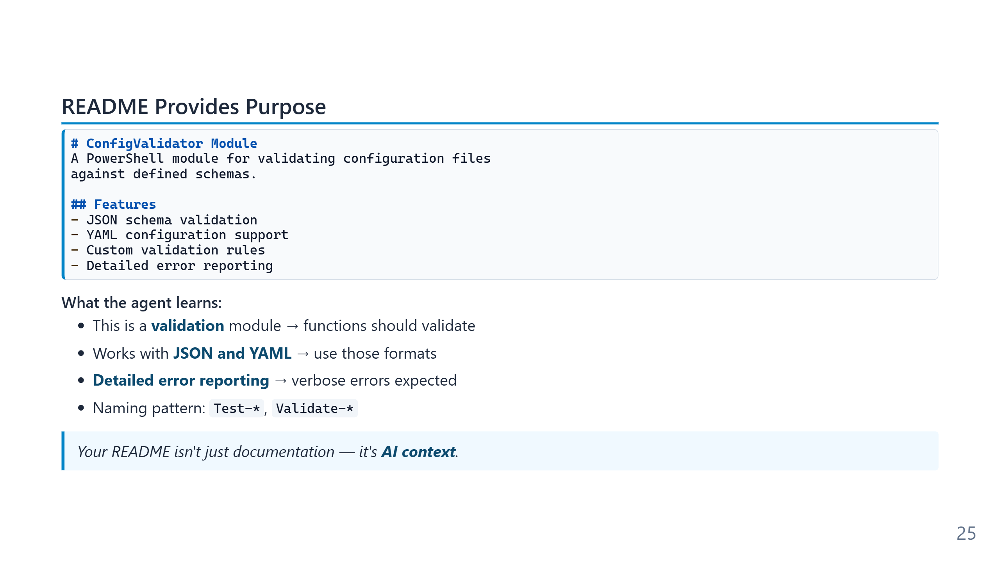 README Provides Purpose
# ConfigValidator Module
A PowerShell module for validating configuration files
against defined schemas.
## Features
- JSON schema validation
- YAML configuration support
- Custom validation rules
- Detailed error reporting
What the agent learns:
• This is a validation module → functions should validate
• Works with JSON and YAML → use those formats
• Detailed error reporting → verbose errors expected
• Naming pattern: Test-*, Validate-*
Your README isn't just documentation — it's AI context.
25